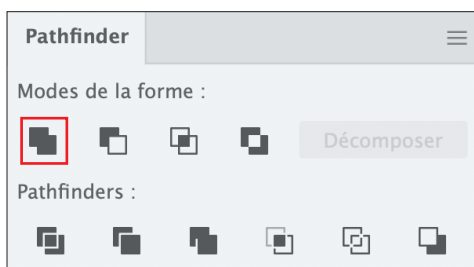 Pathfinder
Modes de la forme :
Décomposer
Pathfinders :